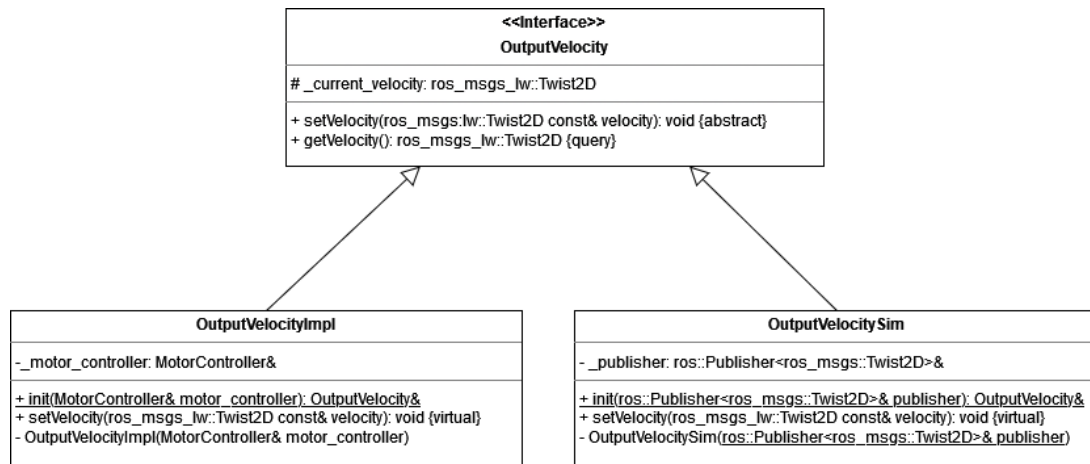 <<Interface>>
OutputVelocity
# _current_velocity: ros_msgs_lw::Twist2D
+ setVelocity(ros_msgs:lw::Twist2D const& velocity): void {abstract}
+ getVelocity(): ros_msgs_lw::Twist2D {query}
OutputVelocityImpl
-_motor_controller: MotorController&
+ init(MotorController& motor_controller): OutputVelocity&
+ setVelocity(ros_msgs_lw::Twist2D const& velocity): void {virtual}
- OutputVelocityImpl(MotorController& motor_controller)
OutputVelocitySim
- _publisher: ros::Publisher<ros_msgs::Twist2D>&
+ init(ros::Publisher<ros_msgs::Twist2D>& publisher): OutputVelocity&
+ setVelocity(ros_msgs_lw::Twist2D const& velocity): void {virtual}
- OutputVelocitySim(ros::Publisher<ros_msgs::Twist2D>& publisher)